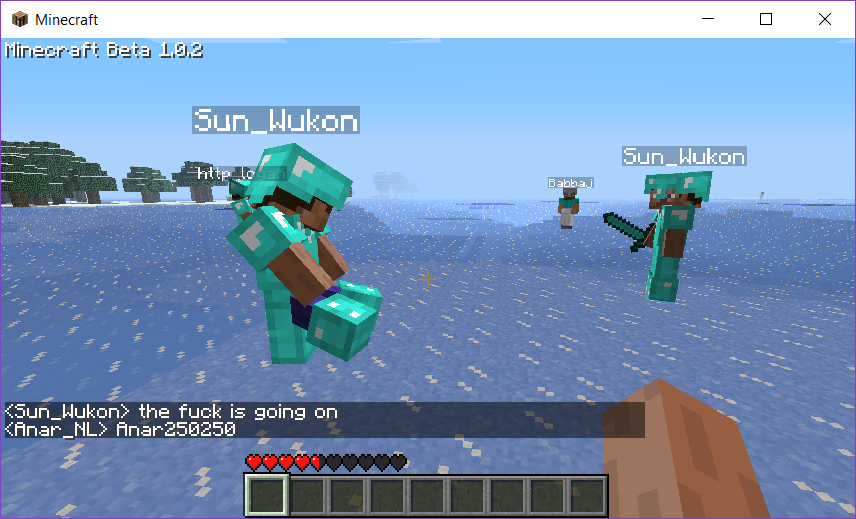 Minecraft
Minecraft Beta 1.0.2
Sun_Wukon
Sun_Wukon
Babbaj
<Sun_Wukon> the fuck is going on
<Anar_NL> Anar250250